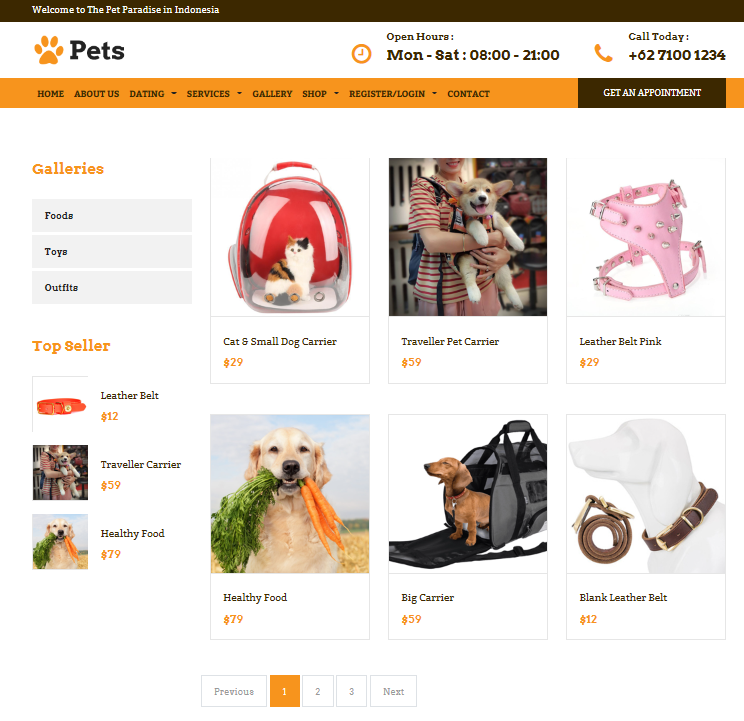 Welcome to The Pet Paradise in Indonesia
Pets
Open Hours :
Mon - Sat : 08:00 - 21:00
Call Today :
+62 7100 1234
HOME ABOUT US DATING SERVICES GALLERY SHOP REGISTER/LOGIN CONTACT
GET AN APPOINTMENT
Galleries
Foods
Toys
Outfits
Top Seller
Leather Belt
$12
Traveller Carrier
$59
Healthy Food
$79
Cat & Small Dog Carrier
$29
Traveller Pet Carrier
$59
Leather Belt Pink
$29
Healthy Food
$79
Big Carrier
$59
Blank Leather Belt
$12
Previous 1 2 3 Next